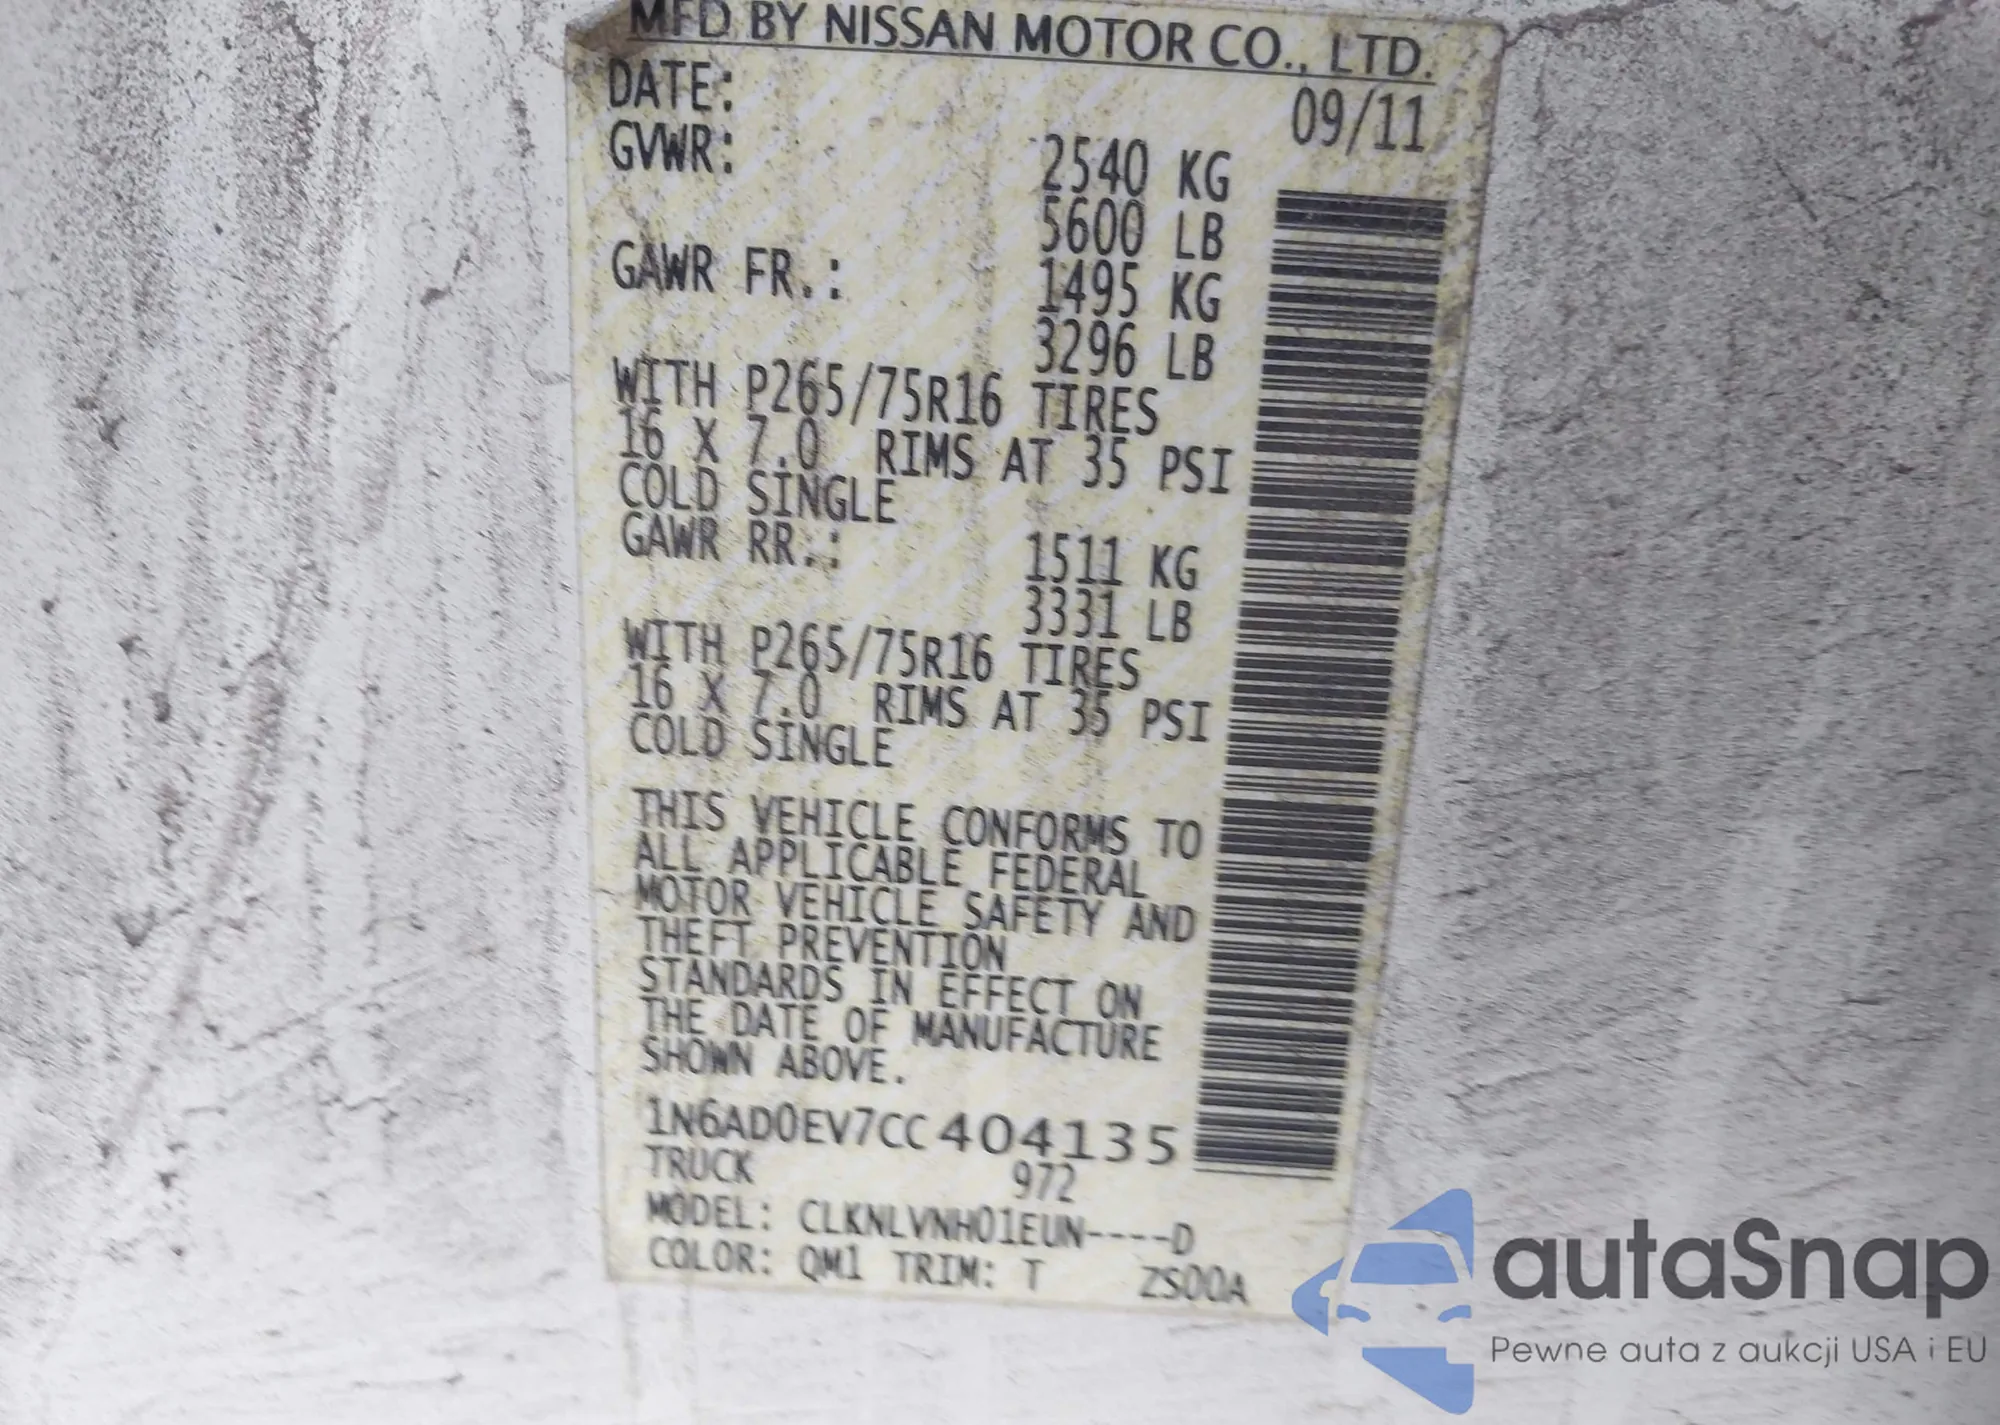 MFD BY NISSAN MOTOR CO., LTD.
DATE: 09/11
GVWR: 2540 KG
5600 LB
GAWR FR.: 1495 KG
3296 LB
WITH P265/75R16 TIRES
16 X 7.0 RIMS AT 35 PSI
COLD SINGLE
GAWR RR.: 1511 KG
3331 LB
WITH P265/75R16 TIRES
16 X 7.0 RIMS AT 35 PSI
COLD SINGLE
THIS VEHICLE CONFORMS TO
ALL APPLICABLE FEDERAL
MOTOR VEHICLE SAFETY AND
THEFT PREVENTION
STANDARDS IN EFFECT ON
THE DATE OF MANUFACTURE
SHOWN ABOVE.
1N6AD0EV7CC404135
TRUCK 972
MODEL: CLKNLVNH01EUN----D
COLOR: QM1 TRIM: T ZS00A
autaSnap
Pewne auta z aukcji USA i EU